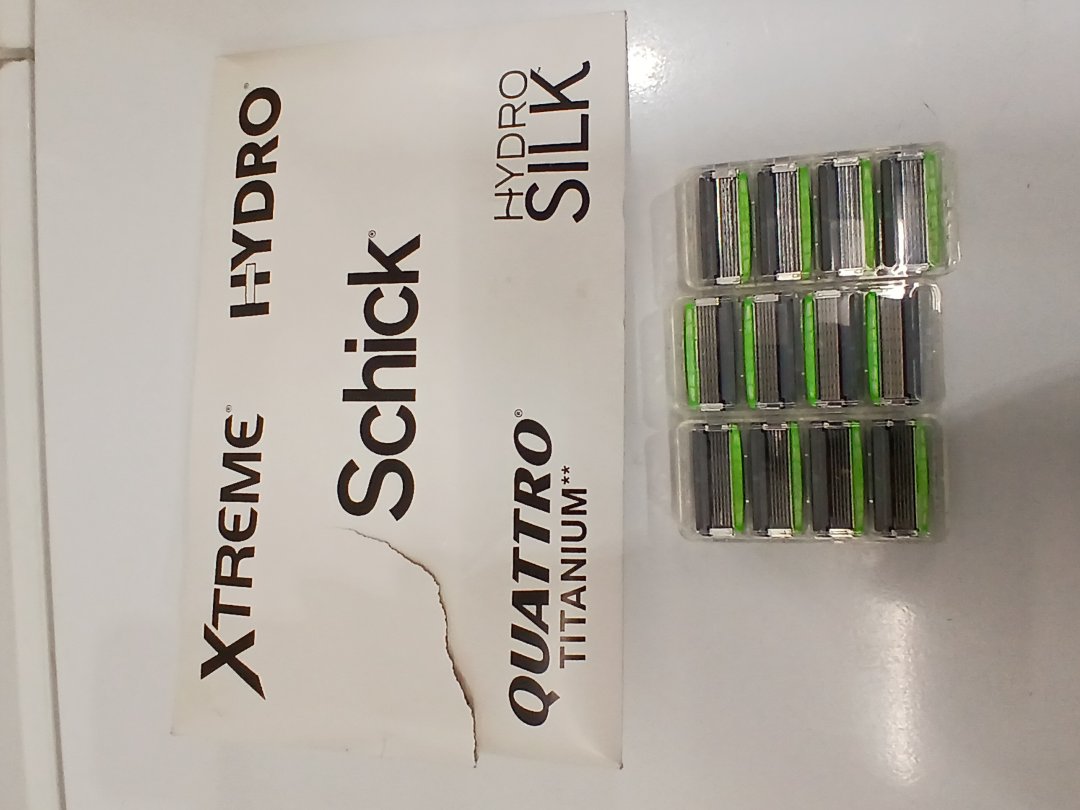 XTREME® HYDRO®
Schick®
QUATTRO® HYDRO
TITANIUM** SILK